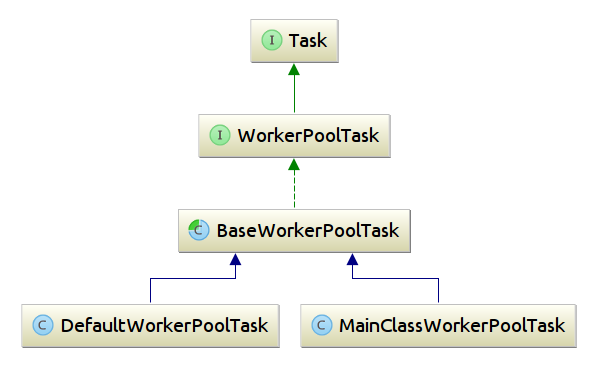 I Task
I WorkerPoolTask
C BaseWorkerPoolTask
C DefaultWorkerPoolTask
C MainClassWorkerPoolTask